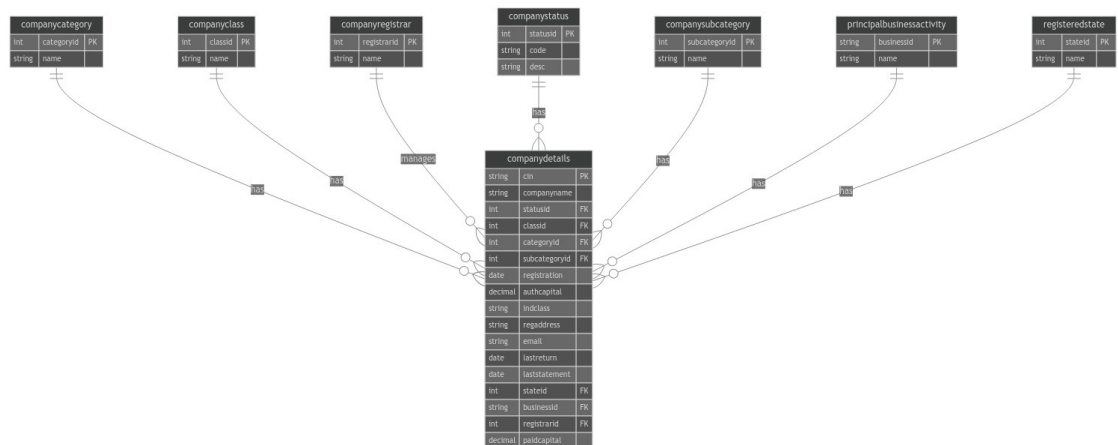 companycategory
int categoryid PK
string name
companyclass
int classid PK
string name
companyregistrar
int registrarid PK
string name
companystatus
int statusid PK
string code
string desc
companysubcategory
int subcategoryid PK
string name
principalbusinessactivity
string businessid PK
string name
registeredstate
int stateid PK
string name
has
manages
has
has
has
has
has
companydetails
string cin PK
string companyname
int statusid FK
int classid FK
int categoryid FK
int subcategoryid FK
date registration
decimal authcapital
string indclass
string regaddress
string email
date lastreturn
date laststatement
int stateid FK
string businessid FK
int registrarid FK
decimal paidcapital